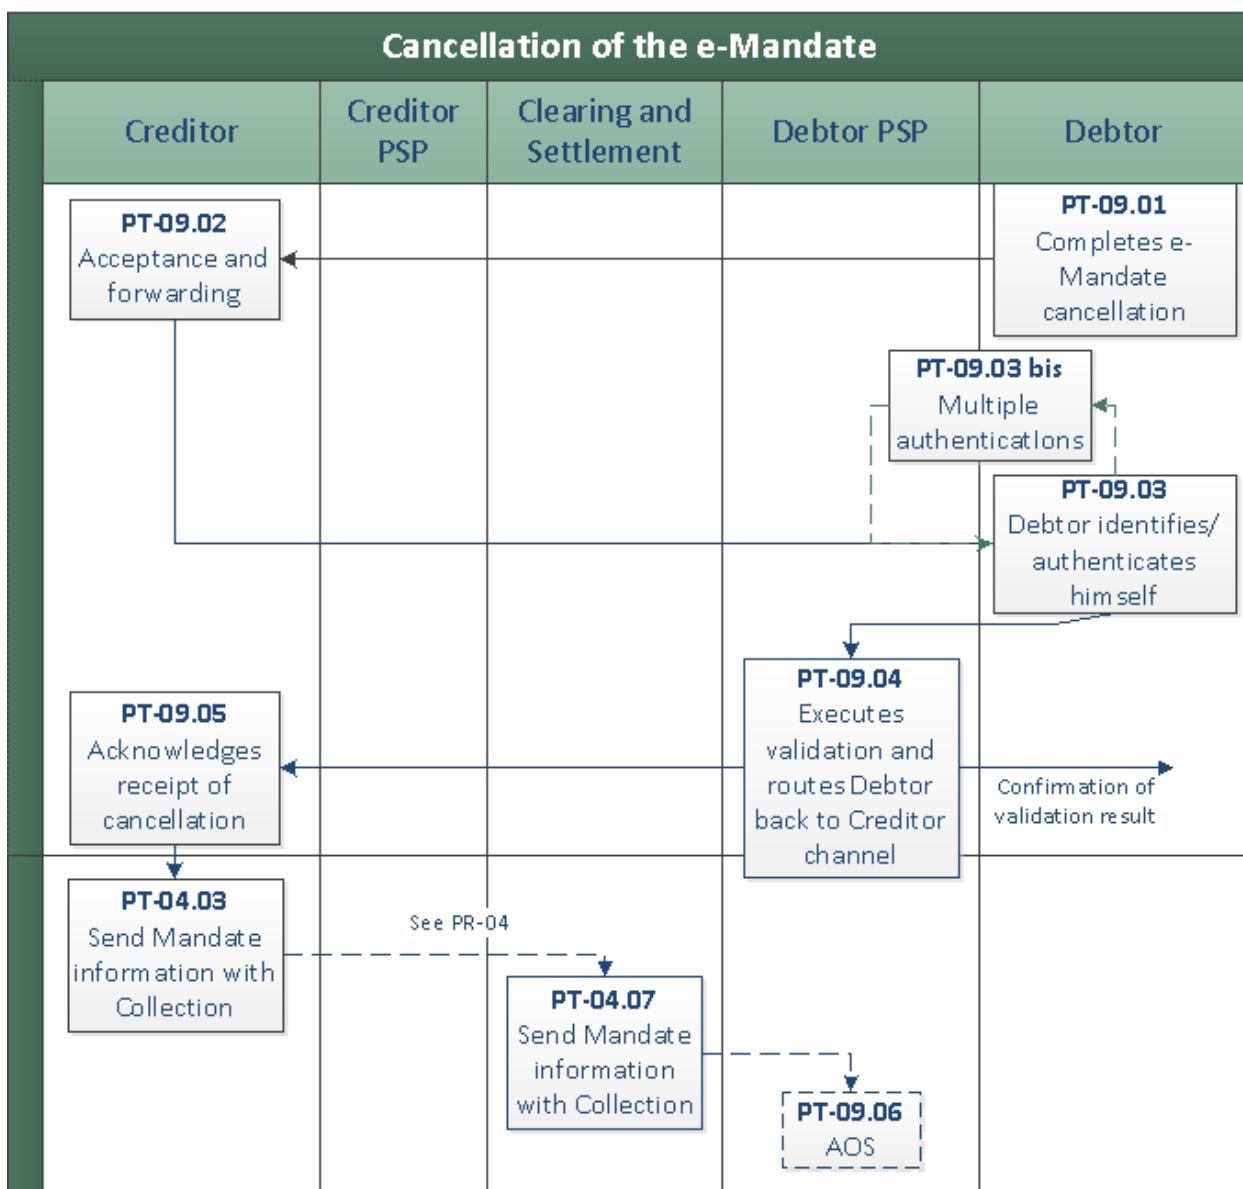 Cancellation of the e-Mandate
Creditor
Creditor
PSP
Clearing and
Settlement
Debtor PSP
Debtor
PT-09.01
Completes e-
Mandate
cancellation
PT-09.02
Acceptance and
forwarding
PT-09.03 bis
Multiple
authentications
PT-09.03
Debtor identifies/
authenticates
himself
PT-09.04
Executes
validation and
routes Debtor
back to Creditor
channel
Confirmation of
validation result
PT-09.05
Acknowledges
receipt of
cancellation
PT-04.03
Send Mandate
information with
Collection
See PR-04
PT-04.07
Send Mandate
information
with Collection
PT-09.06
AOS